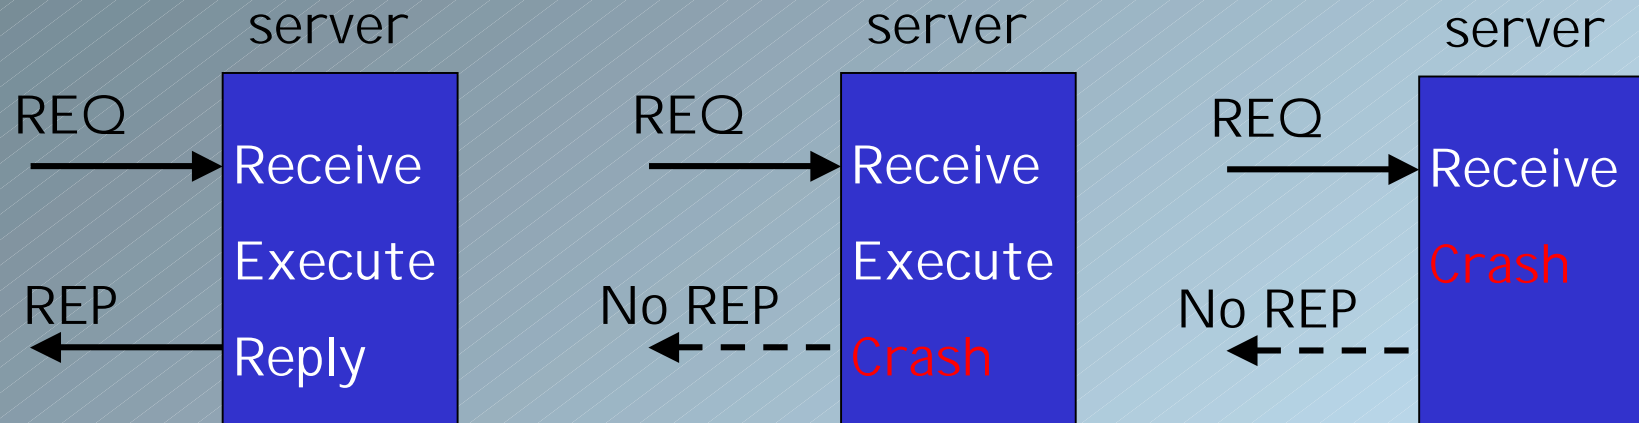 server
REQ
Receive
Execute
REP
Reply
server
REQ
Receive
Execute
No REP
Crash
server
REQ
Receive
Crash
No REP